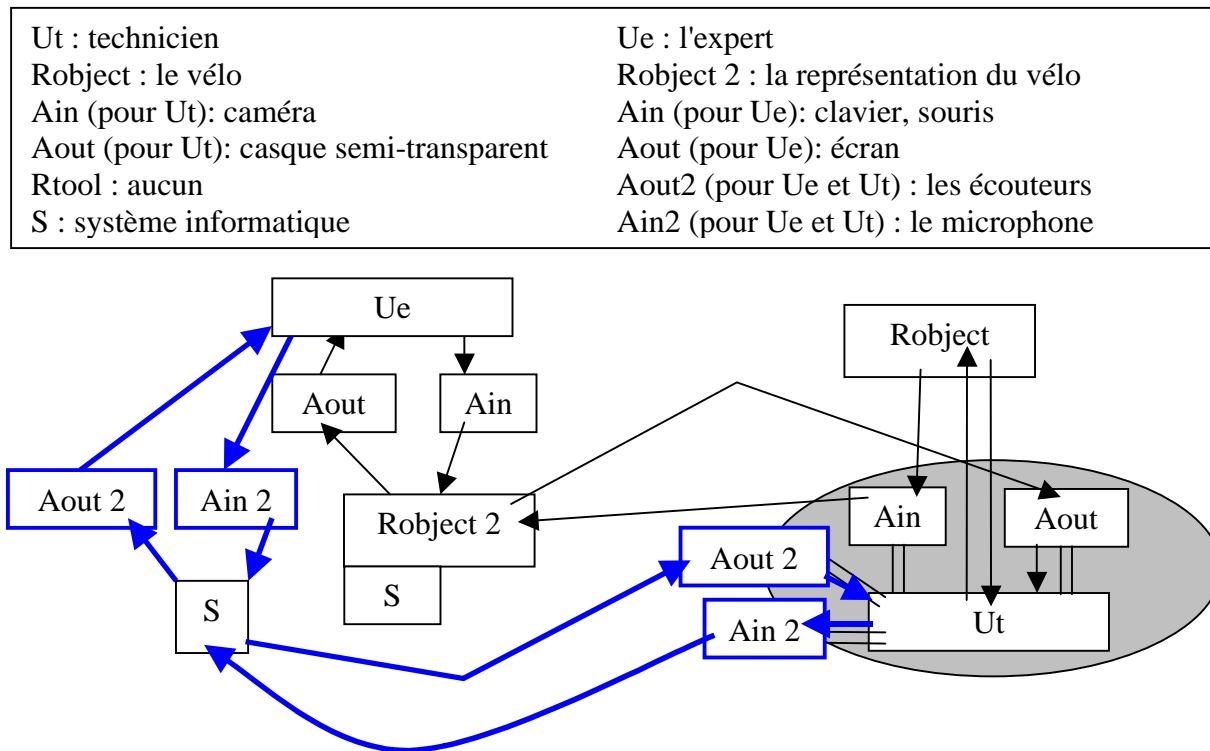 Ut : technicien
Robject : le vélo
Ain (pour Ut): caméra
Aout (pour Ut): casque semi-transparent
Rtool : aucun
S : système informatique
Ue : l'expert
Robject 2 : la représentation du vélo
Ain (pour Ue): clavier, souris
Aout (pour Ue): écran
Aout2 (pour Ue et Ut) : les écouteurs
Ain2 (pour Ue et Ut) : le microphone
Ue
Robject
Aout
Ain
Aout 2
Ain 2
Robject 2
Ain
Aout
Aout 2
S
S
Ain 2
Ut